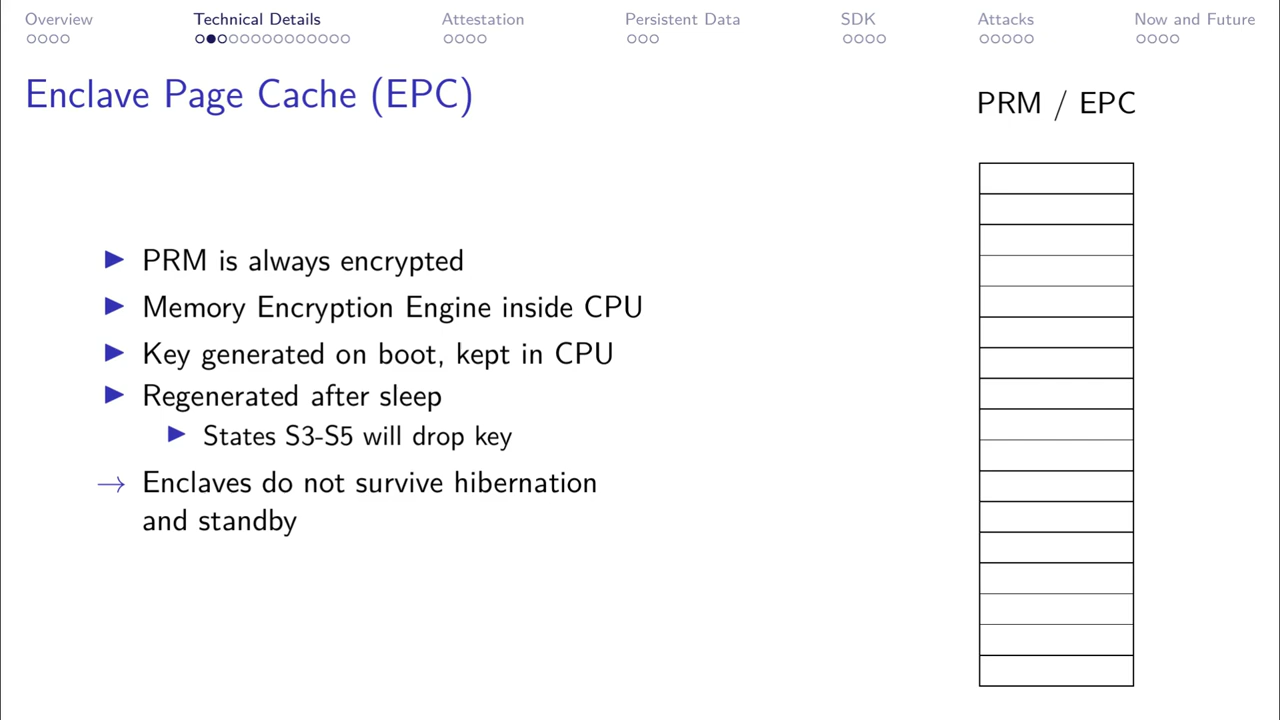 Overview
Technical Details
Attestation
Persistent Data
SDK
Attacks
Now and Future
Enclave Page Cache (EPC)
PRM / EPC
PRM is always encrypted
Memory Encryption Engine inside CPU
Key generated on boot, kept in CPU
Regenerated after sleep
States S3-S5 will drop key
→ Enclaves do not survive hibernation
and standby